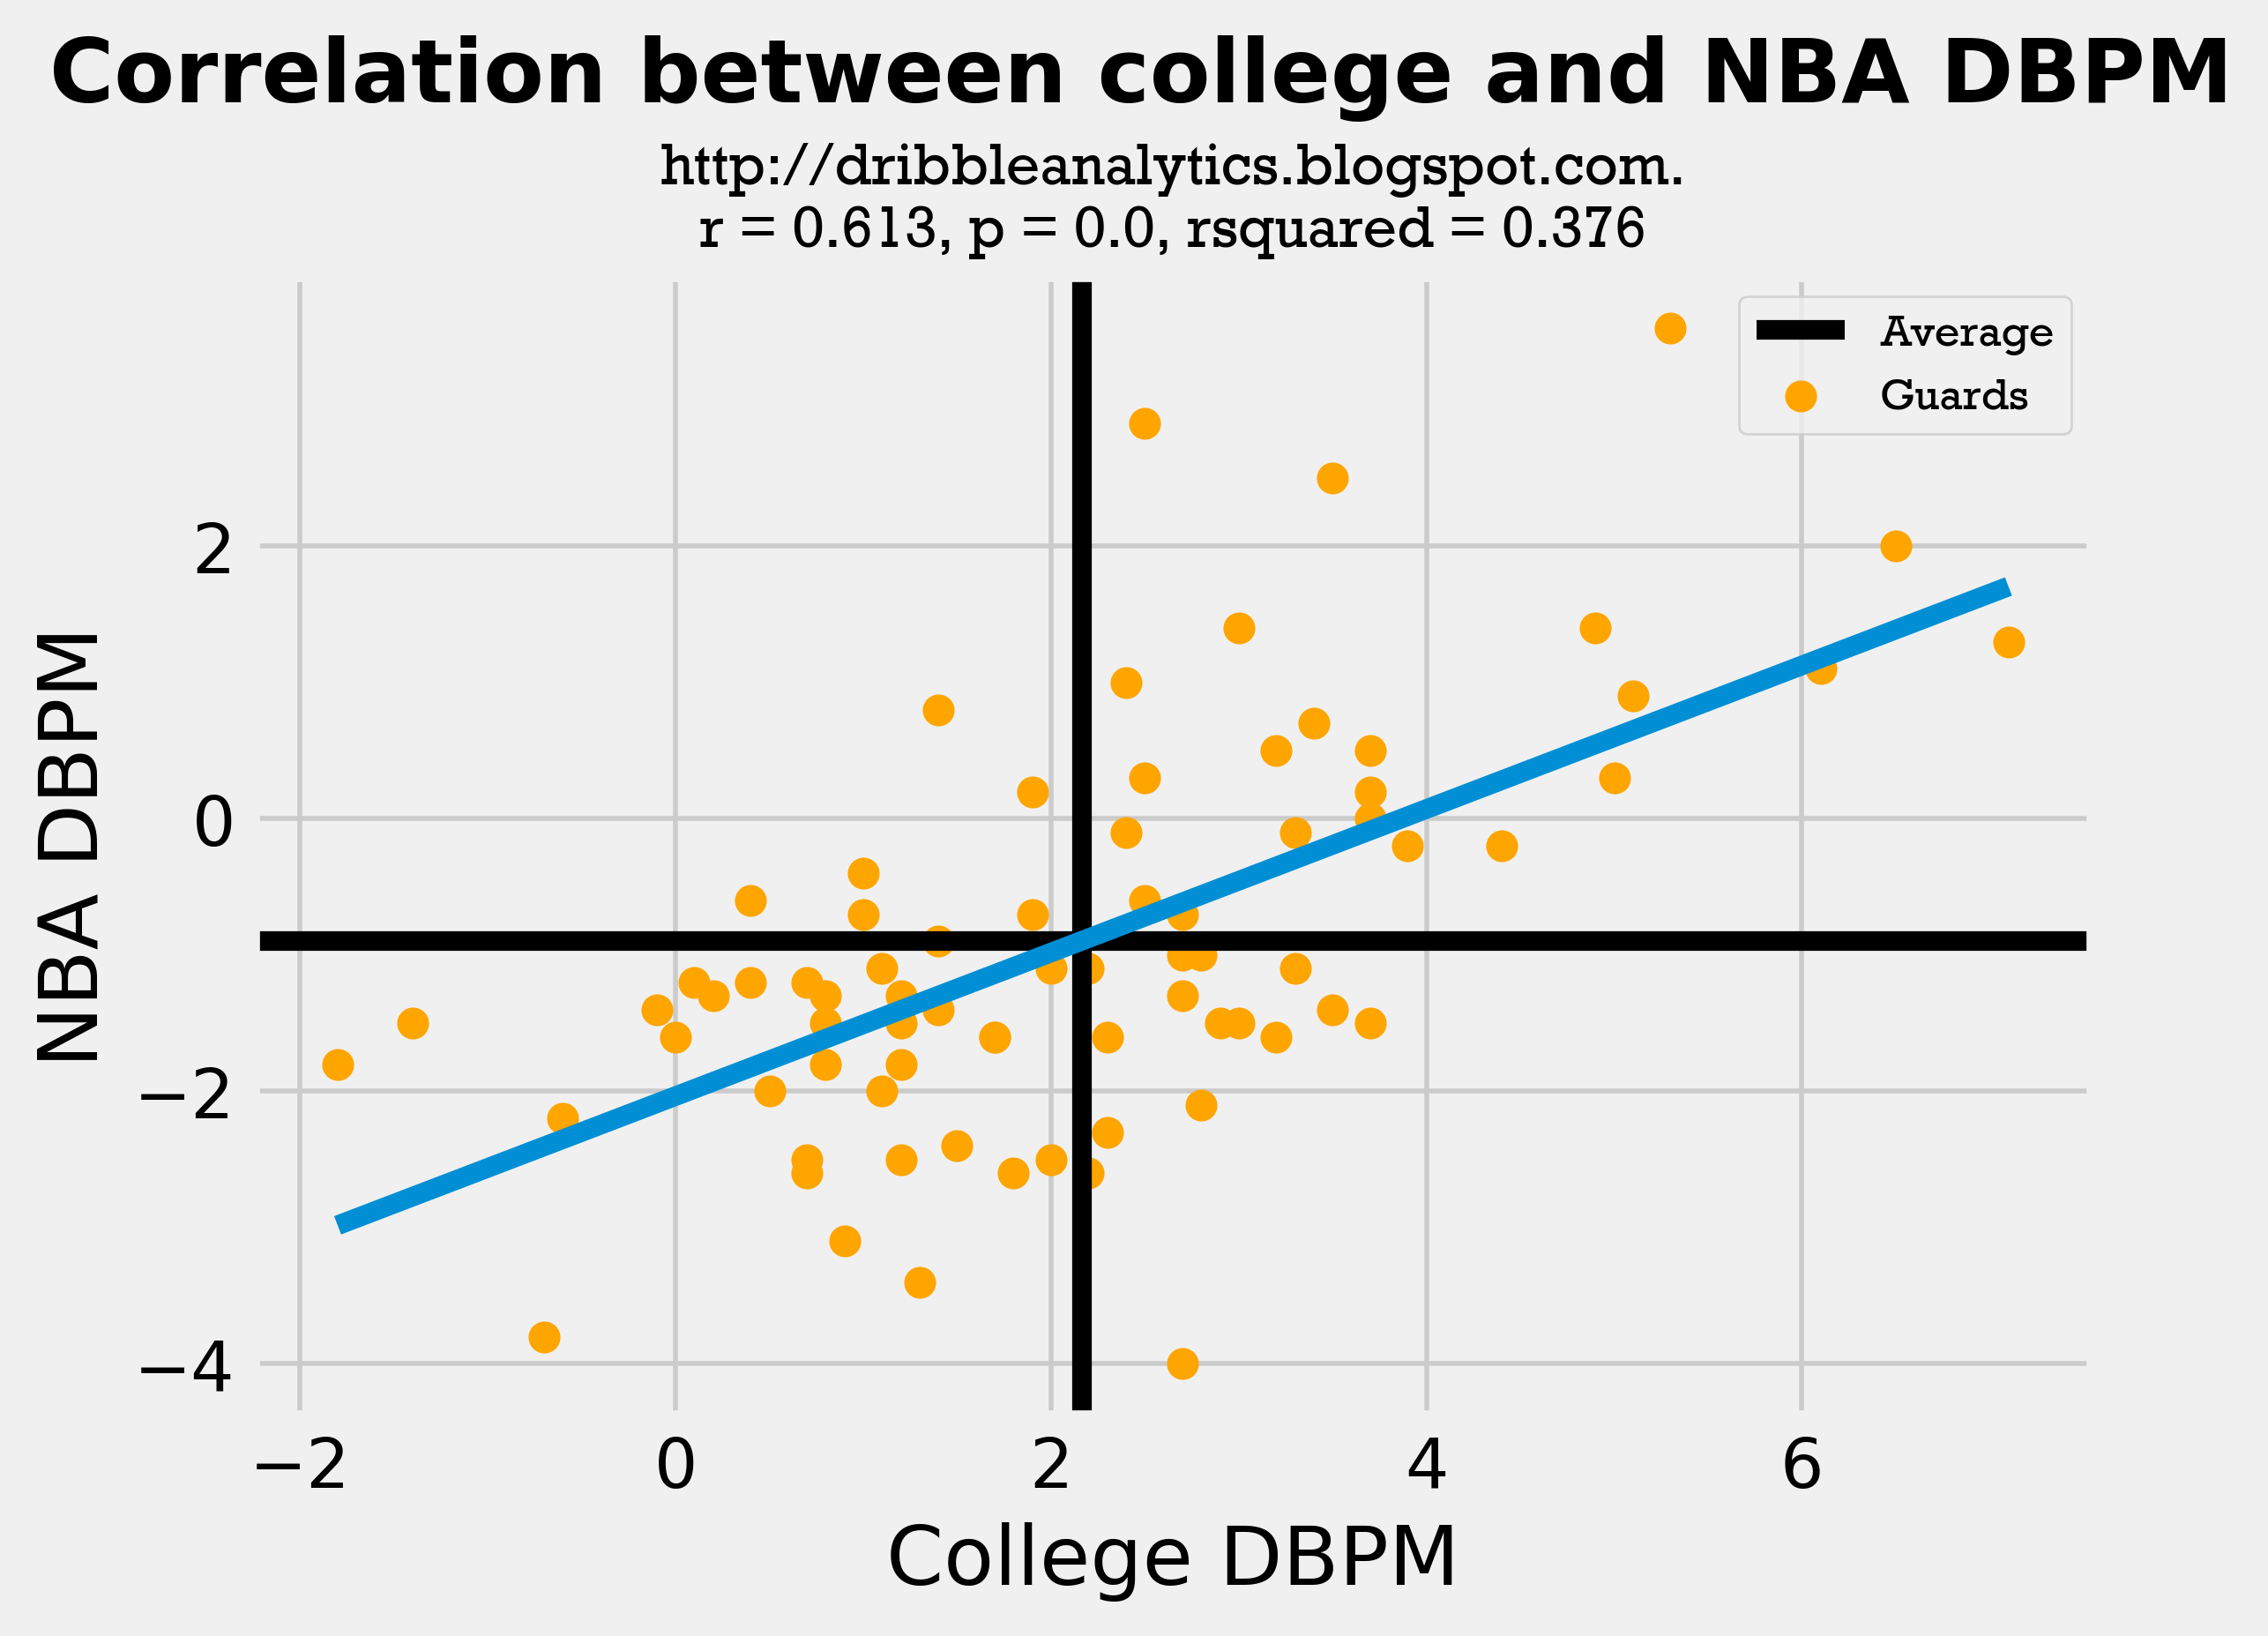 Correlation between college and NBA DBPM
http://dribbleanalytics.blogspot.com.
r = 0.613, p = 0.0, rsquared = 0.376
Average
Guards
NBA DBPM
2
0
−2
−4
−2 0 2 4 6
College DBPM